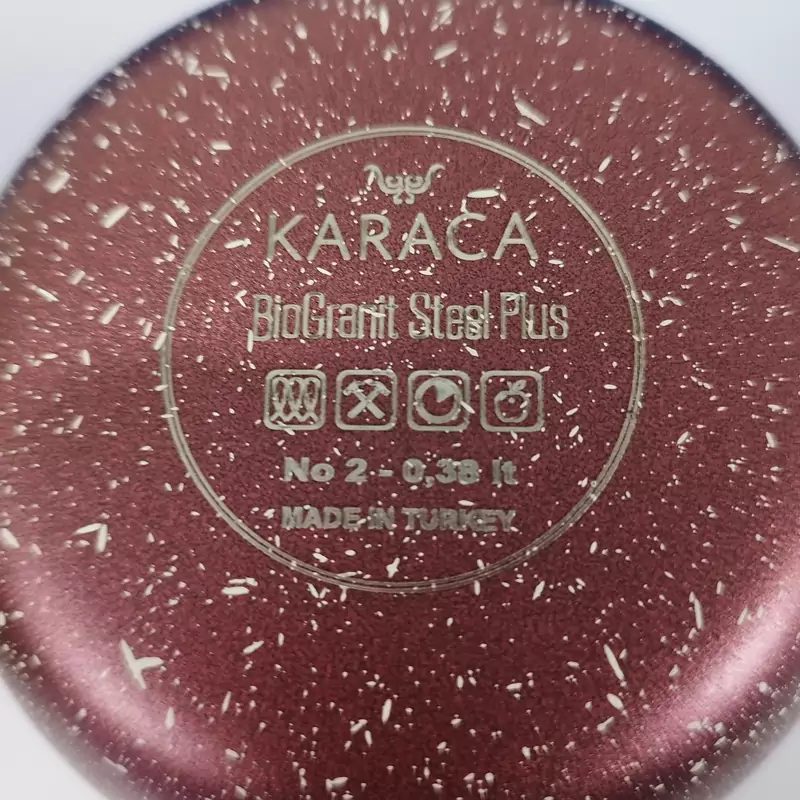 KARACA
BioGranit Steel Plus
No 2 - 0,38 lt
MADE IN TURKEY